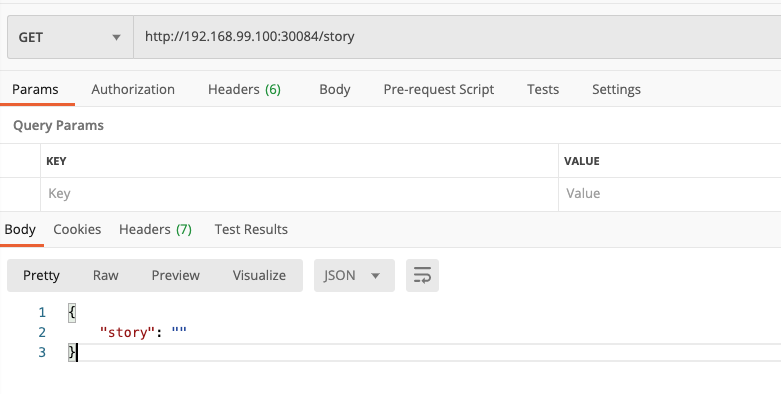 GET http://192.168.99.100:30084/story
Params Authorization Headers (6) Body Pre-request Script Tests Settings
Query Params
KEY VALUE
Key Value
Body Cookies Headers (7) Test Results
Pretty Raw Preview Visualize JSON
1 {
2 "story": ""
3 }